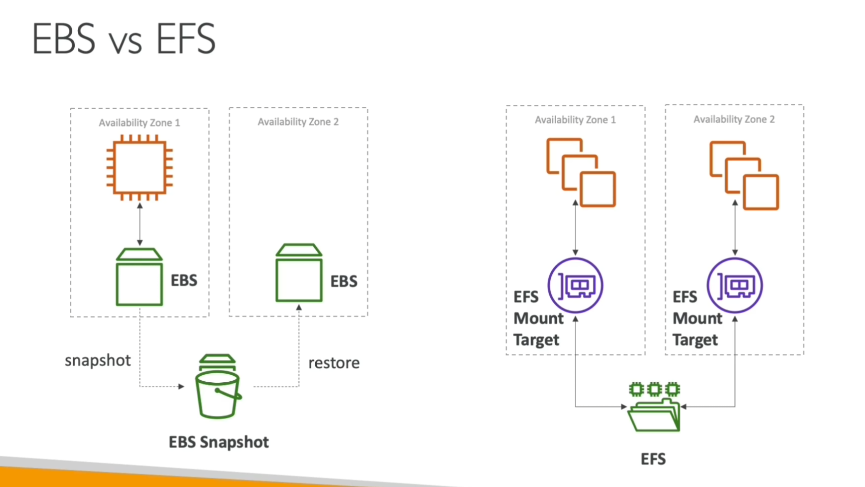 EBS vs EFS
Availability Zone 1
Availability Zone 2
EBS
EBS
snapshot
restore
EBS Snapshot
Availability Zone 1
Availability Zone 2
EFS
Mount
Target
EFS
Mount
Target
EFS